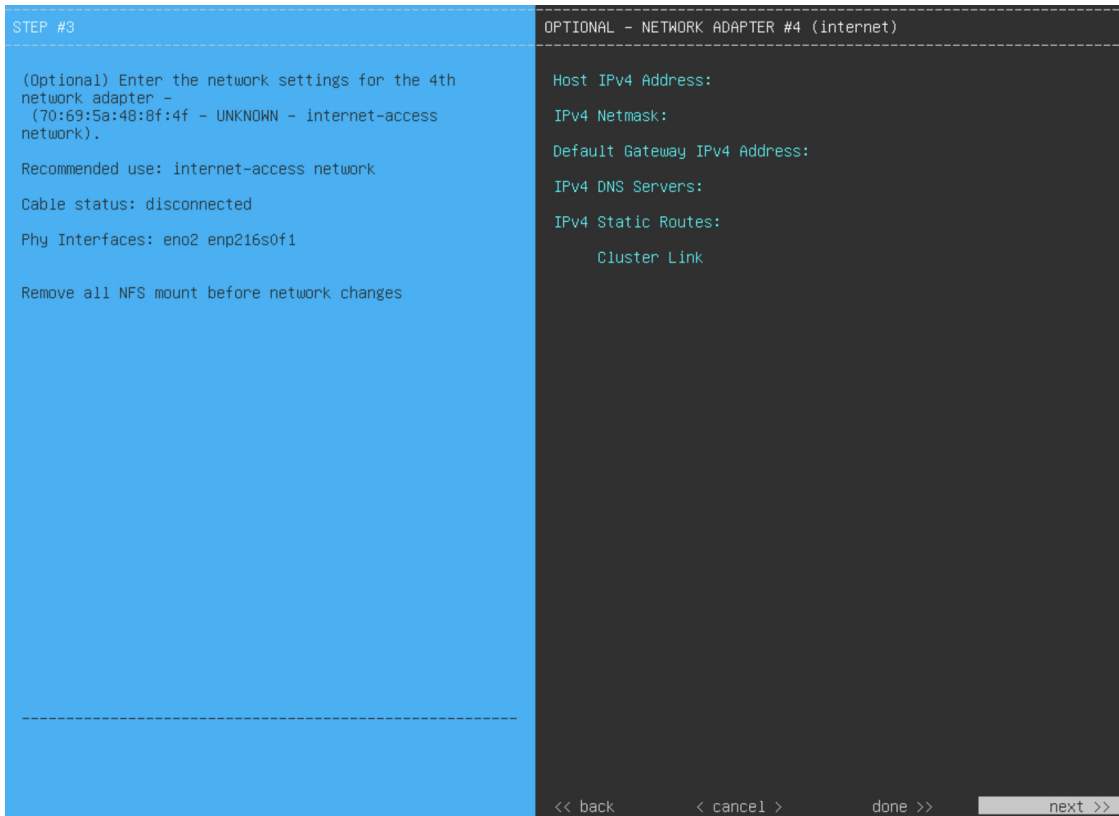 STEP #3
(Optional) Enter the network settings for the 4th
network adapter -
(70:69:5a:48:8f:4f - UNKNOWN - internet-access
network).
Recommended use: internet-access network
Cable status: disconnected
Phy Interfaces: eno2 enp216s0f1
Remove all NFS mount before network changes
OPTIONAL - NETWORK ADAPTER #4 (internet)
Host IPv4 Address:
IPv4 Netmask:
Default Gateway IPv4 Address:
IPv4 DNS Servers:
IPv4 Static Routes:
Cluster Link
<< back < cancel > done >> next >>